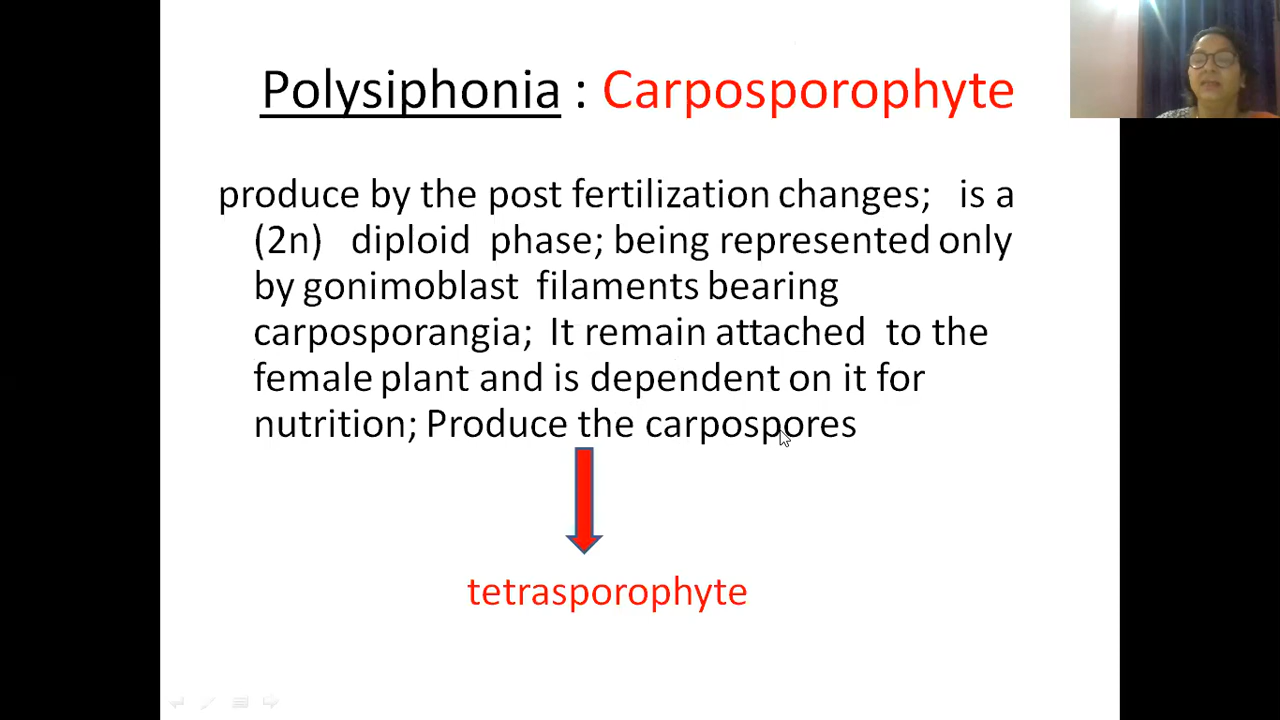 Polysiphonia : Carposporophyte
produce by the post fertilization changes; is a
(2n) diploid phase; being represented only
by gonimoblast filaments bearing
carposporangia; It remain attached to the
female plant and is dependent on it for
nutrition; Produce the carpospores
tetrasporophyte